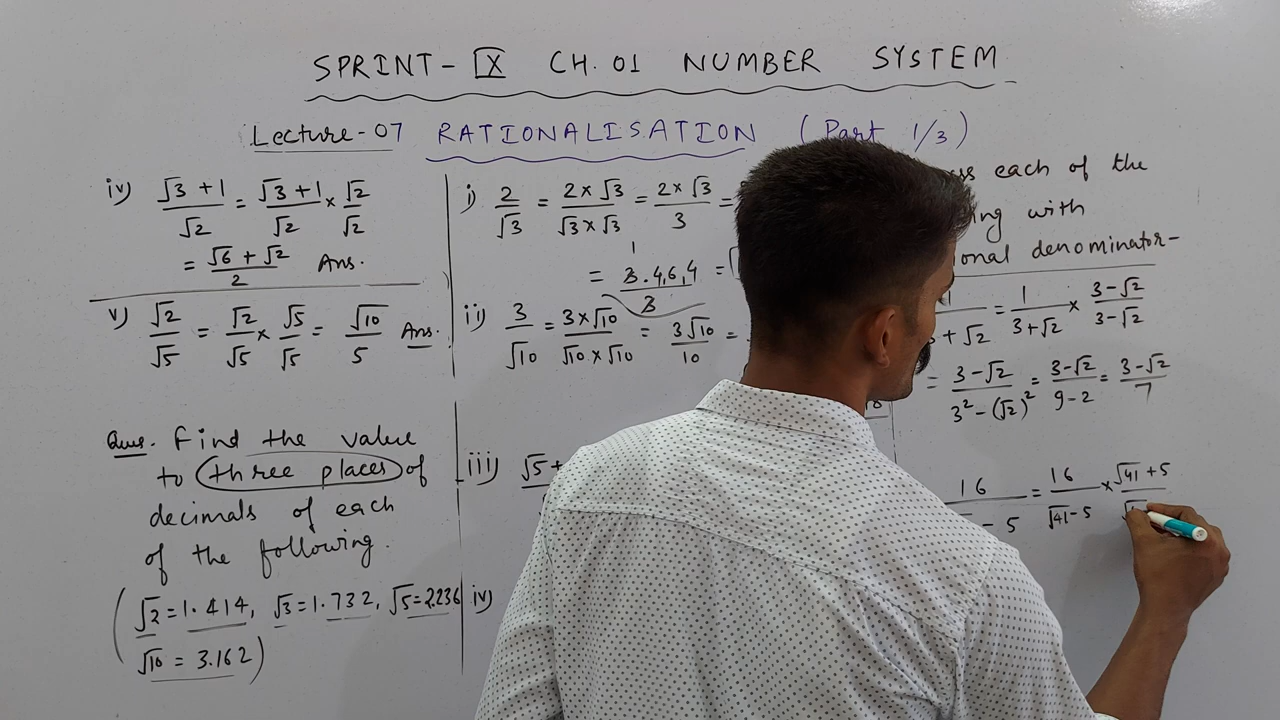 SPRINT-IX CH.01 NUMBER SYSTEM
Lecture-07 RATIONALISATION (Part 1/3)
iv) (√3+1)/√2 = (√3+1)/√2 × √2/√2
= (√6+√2)/2 Ans.
v) √2/√5 = √2/√5 × √5/√5 = √10/5 Ans.
Ques. Find the value
to three places of
decimals of each
of the following.
(√2=1.414, √3=1.732, √5=2.236
√10 = 3.162)
i) 2/√3 = (2×√3)/(√3×√3) = (2×√3)/3 =
= 3.464/3 =
ii) 3/√10 = (3×√10)/(√10×√10) = 3√10/10 =
iii) √5+
iv)
each of the
with
denominator-
+√2 = 1/(3+√2) × (3-√2)/(3-√2)
= (3-√2)/(3²-(√2)²) = (3-√2)/(9-2) = (3-√2)/7
16/(-5) = 16/(√41-5) × (√41+5)/√